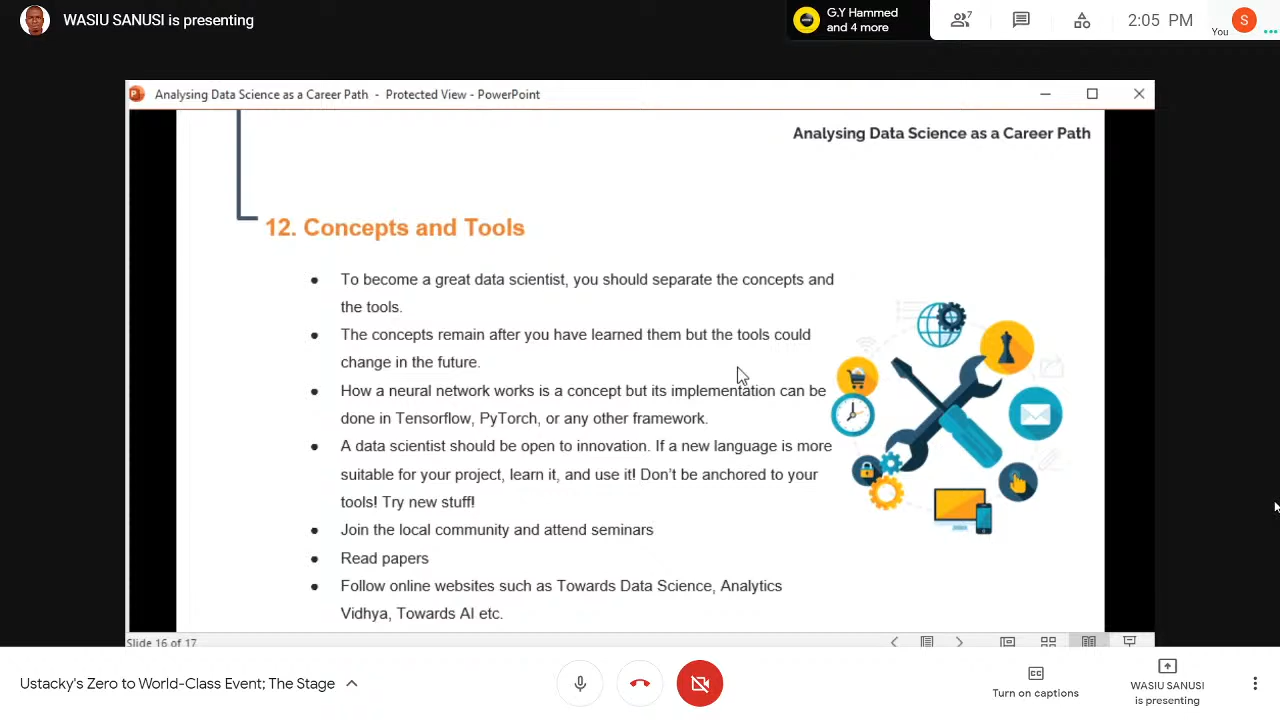 WASIU SANUSI is presenting
G.Y Hammed
and 4 more
7
2:05 PM
You
S
Analysing Data Science as a Career Path - Protected View - PowerPoint
Analysing Data Science as a Career Path
12. Concepts and Tools
● To become a great data scientist, you should separate the concepts and
the tools.
● The concepts remain after you have learned them but the tools could
change in the future.
● How a neural network works is a concept but its implementation can be
done in Tensorflow, PyTorch, or any other framework.
● A data scientist should be open to innovation. If a new language is more
suitable for your project, learn it, and use it! Don't be anchored to your
tools! Try new stuff!
● Join the local community and attend seminars
● Read papers
● Follow online websites such as Towards Data Science, Analytics
Vidhya, Towards AI etc.
Slide 16 of 17
Ustacky's Zero to World-Class Event; The Stage
Turn on captions
WASIU SANUSI
is presenting